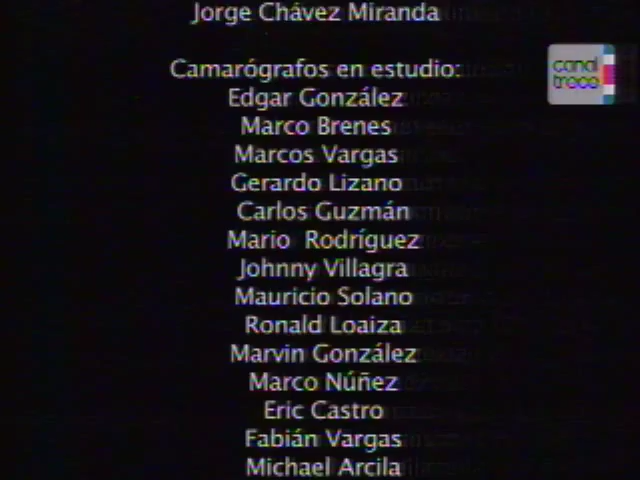 Jorge Chávez Miranda
canal
trece
Camarógrafos en estudio:
Edgar González
Marco Brenes
Marcos Vargas
Gerardo Lizano
Carlos Guzmán
Mario Rodríguez
Johnny Villagra
Mauricio Solano
Ronald Loaiza
Marvin González
Marco Núñez
Eric Castro
Fabián Vargas
Michael Arcila